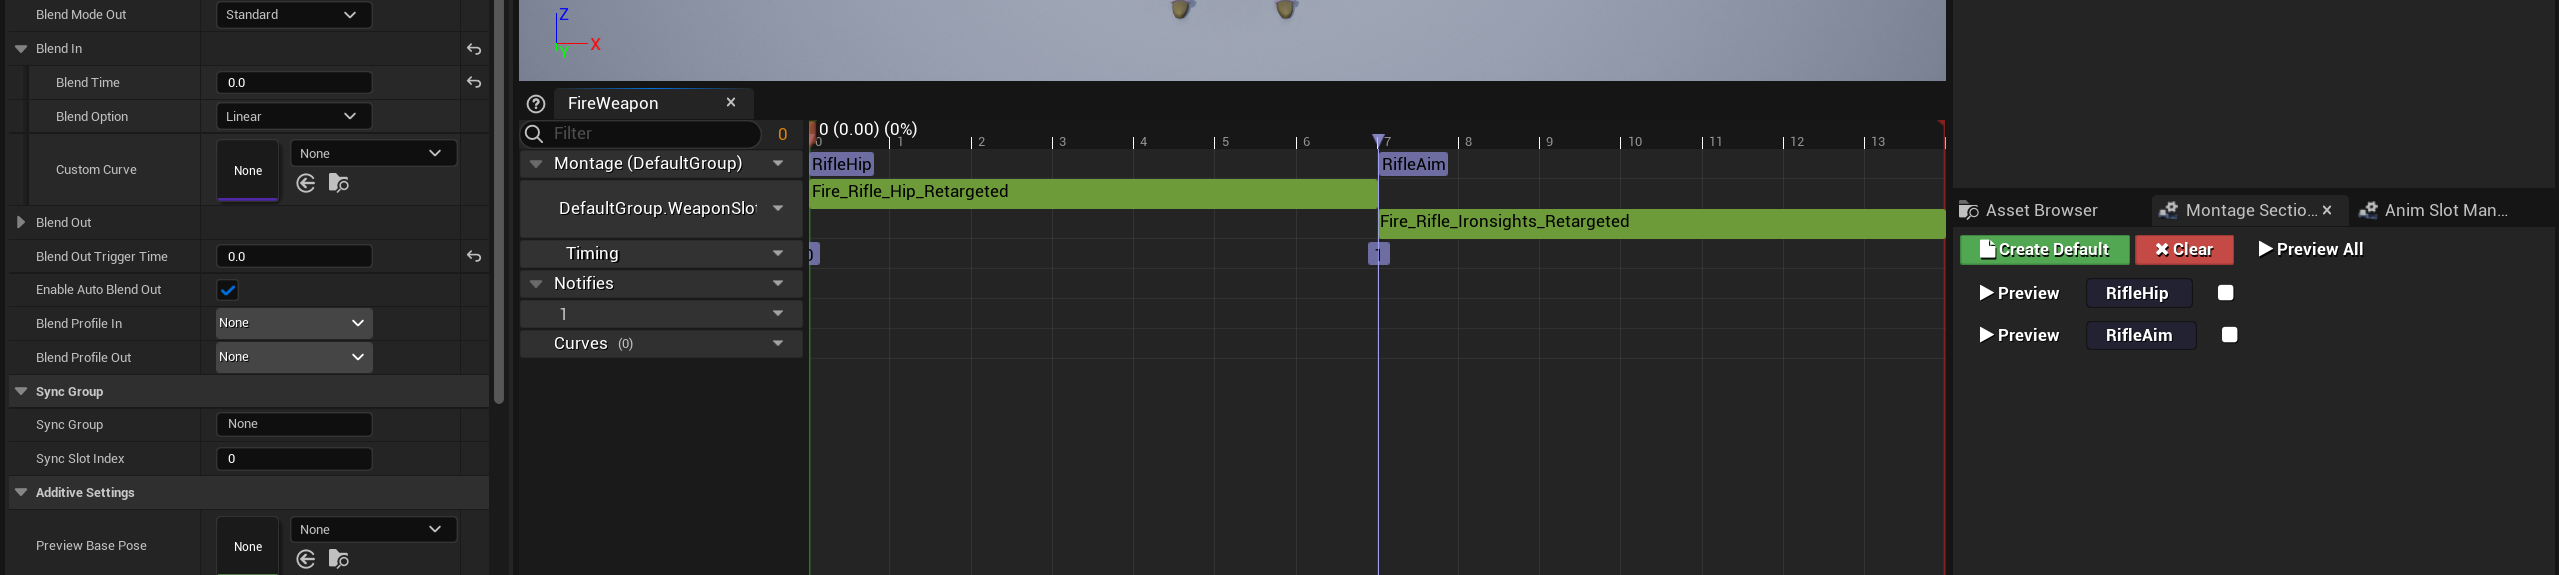 Blend Mode Out Standard
Blend In
Blend Time 0.0
Blend Option Linear
Custom Curve None None
Blend Out
Blend Out Trigger Time 0.0
Enable Auto Blend Out
Blend Profile In None
Blend Profile Out None
Sync Group
Sync Group None
Sync Slot Index 0
Additive Settings
Preview Base Pose None None
Z
Y X
FireWeapon
Filter 0
0 (0.00) (0%)
0 1 2 3 4 5 6 7 8 9 10 11 12 13
Montage (DefaultGroup)
RifleHip RifleAim
Fire_Rifle_Hip_Retargeted
DefaultGroup.WeaponSlot
Fire_Rifle_Ironsights_Retargeted
Timing 1
Notifies
1
Curves (0)
Asset Browser Montage Sectio... Anim Slot Man...
Create Default Clear Preview All
Preview RifleHip
Preview RifleAim